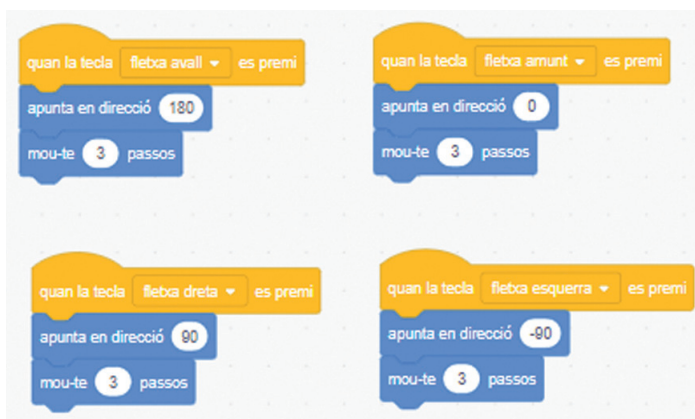 quan la tecla fletxa avall es premi
apunta en direcció 180
mou-te 3 passos
quan la tecla fletxa amunt es premi
apunta en direcció 0
mou-te 3 passos
quan la tecla fletxa dreta es premi
apunta en direcció 90
mou-te 3 passos
quan la tecla fletxa esquerra es premi
apunta en direcció -90
mou-te 3 passos